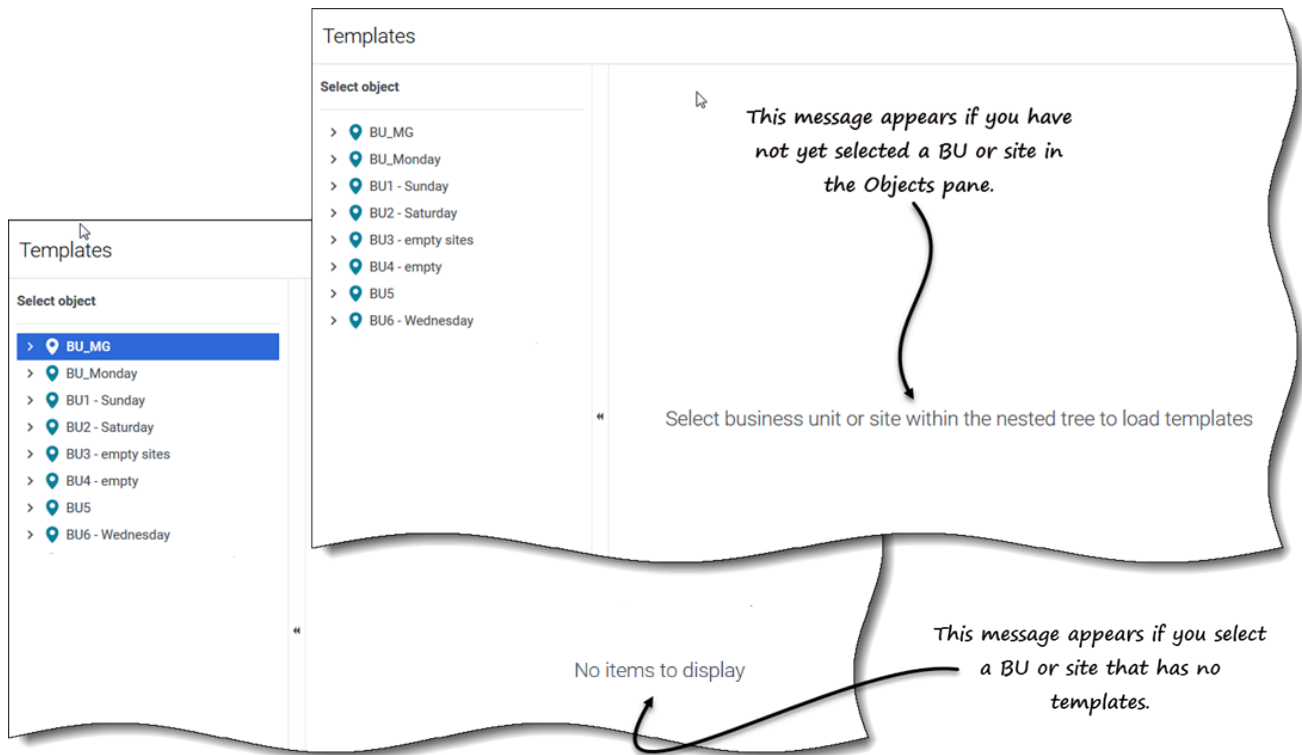 Templates
Select object
BU_MG
BU_Monday
BU1 - Sunday
BU2 - Saturday
BU3 - empty sites
BU4 - empty
BU5
BU6 - Wednesday
This message appears if you have
not yet selected a BU or site in
the Objects pane.
Select business unit or site within the nested tree to load templates
Templates
Select object
BU_MG
BU_Monday
BU1 - Sunday
BU2 - Saturday
BU3 - empty sites
BU4 - empty
BU5
BU6 - Wednesday
No items to display
This message appears if you select
a BU or site that has no
templates.